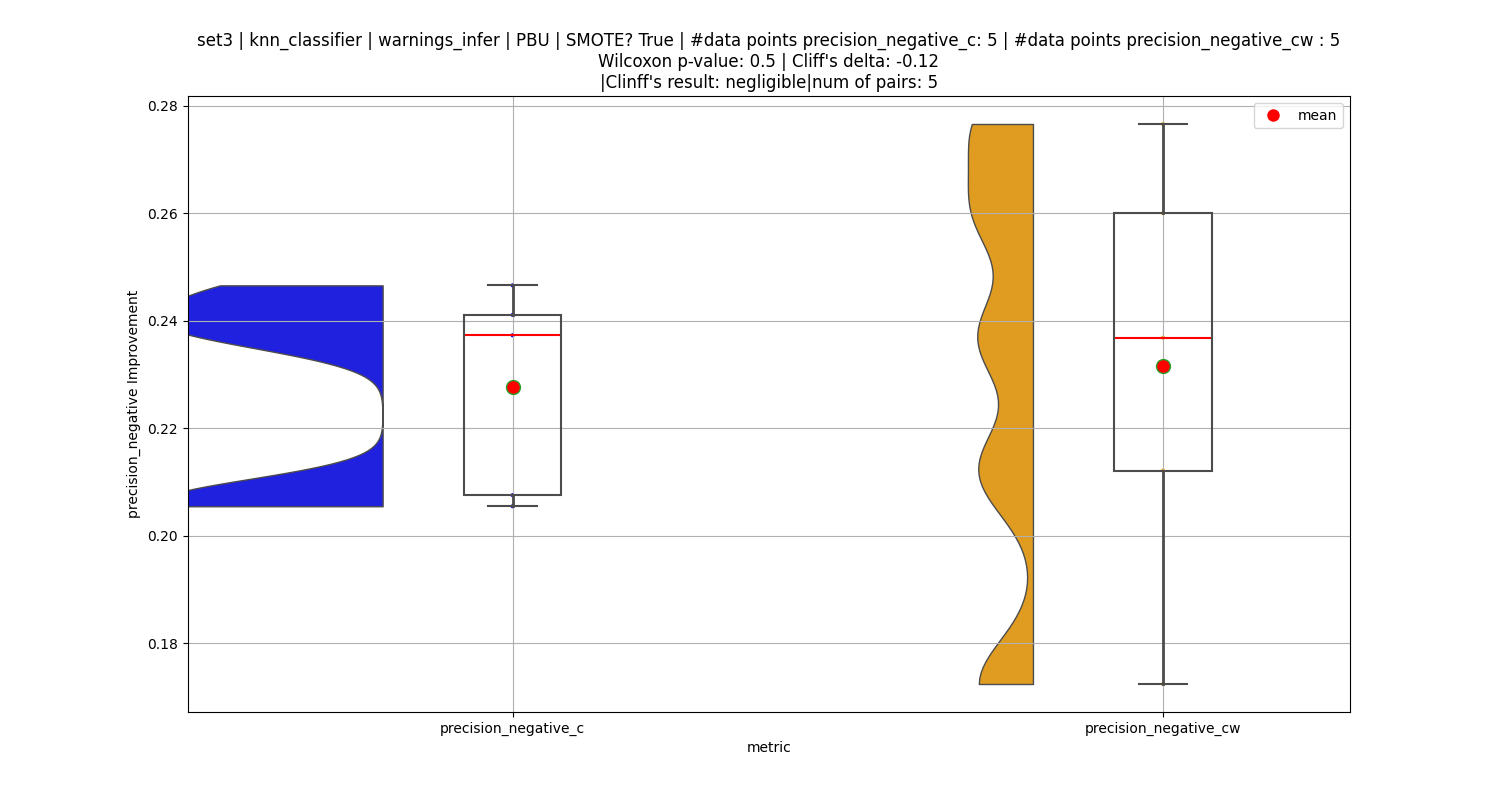 set3 | knn_classifier | warnings_infer | PBU | SMOTE? True | #data points precision_negative_c: 5 | #data points precision_negative_cw : 5
Wilcoxon p-value: 0.5 | Cliff's delta: -0.12
|Clinff's result: negligible|num of pairs: 5
mean
0.28
0.26
0.24
0.22
0.20
0.18
precision_negative Improvement
precision_negative_c
precision_negative_cw
metric